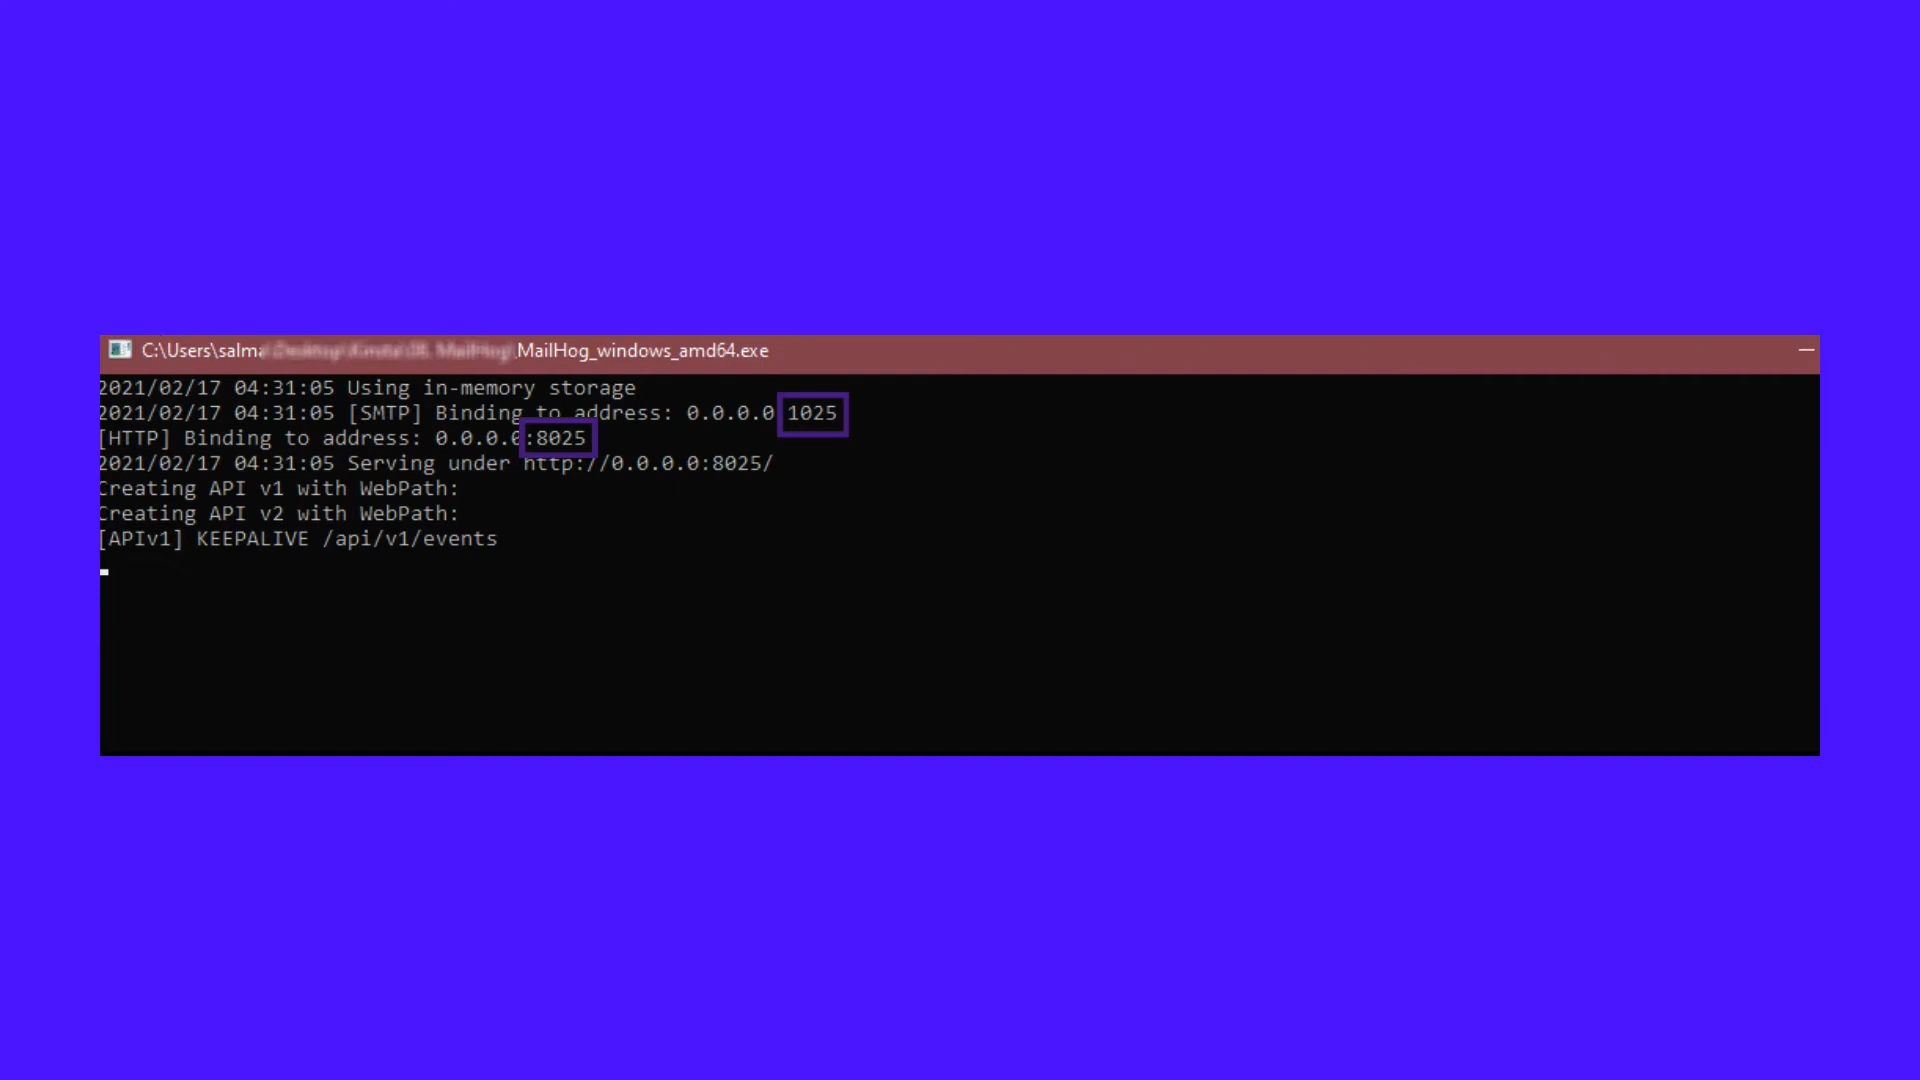 C:\Users\salma MailHog_windows_amd64.exe
2021/02/17 04:31:05 Using in-memory storage
2021/02/17 04:31:05 [SMTP] Binding to address: 0.0.0.0 1025
[HTTP] Binding to address: 0.0.0.0:8025
2021/02/17 04:31:05 Serving under http://0.0.0.0:8025/
Creating API v1 with WebPath:
Creating API v2 with WebPath:
[APIv1] KEEPALIVE /api/v1/events